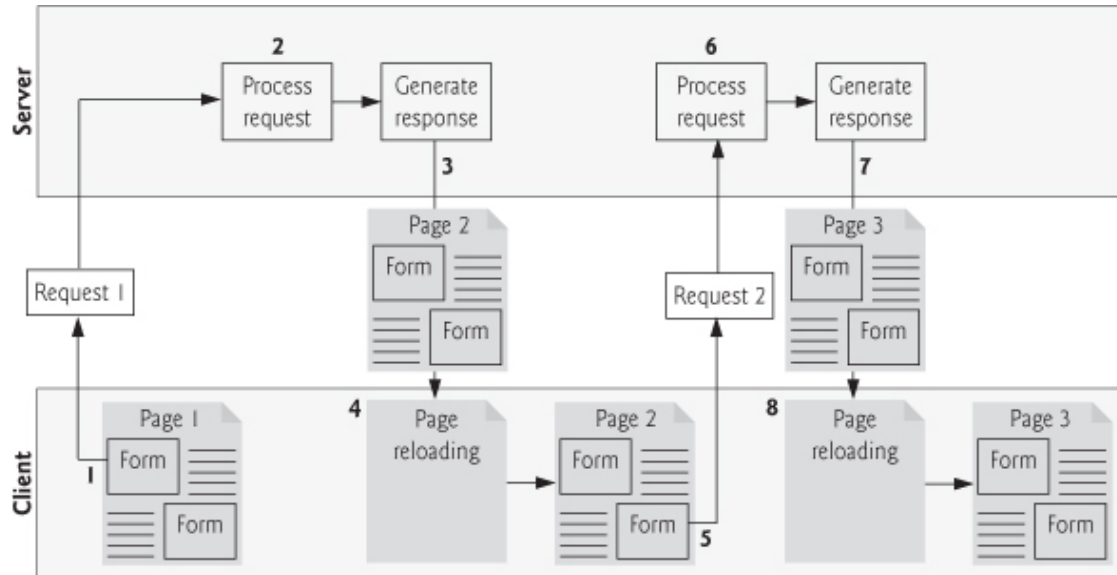 Server
2
Process
request
Generate
response
3
6
Process
request
Generate
response
7
Request 1
Page 2
Form
Form
Request 2
Page 3
Form
Form
Client
Page 1
1
Form
Form
4
Page
reloading
Page 2
Form
Form
5
8
Page
reloading
Page 3
Form
Form